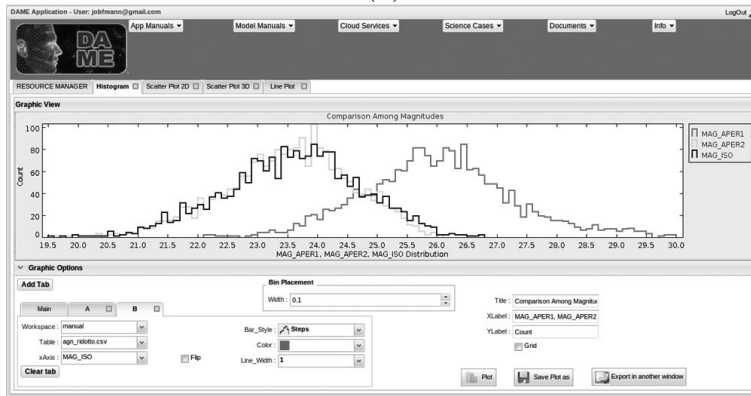 DAME Application - User: jobfmann@gmail.com LogOut
App Manuals Model Manuals Cloud Services Science Cases Documents Info
DA
ME
RESOURCE MANAGER Histogram Scatter Plot 2D Scatter Plot 3D Line Plot
Graphic View
Comparison Among Magnitudes
100
80
60
40
20
0
Count
MAG_APER1
MAG_APER2
MAG_ISO
19.5 20.0 20.5 21.0 21.5 22.0 22.5 23.0 23.5 24.0 24.5 25.0 25.5 26.0 26.5 27.0 27.5 28.0 28.5 29.0 29.5 30.0
MAG_APER1, MAG_APER2, MAG_ISO Distribution
Graphic Options
Add Tab
Bin Placement
Width : 0.1
Main A B
Workspace : manual
Table : agn_ridotto.csv
xAxis : MAG_ISO
Flip
Clear tab
Bar_Style : Steps
Color :
Line_Width : 1
Title : Comparison Among Magnitu
XLabel : MAG_APER1, MAG_APER2
YLabel : Count
Grid
Plot Save Plot as Export in another window